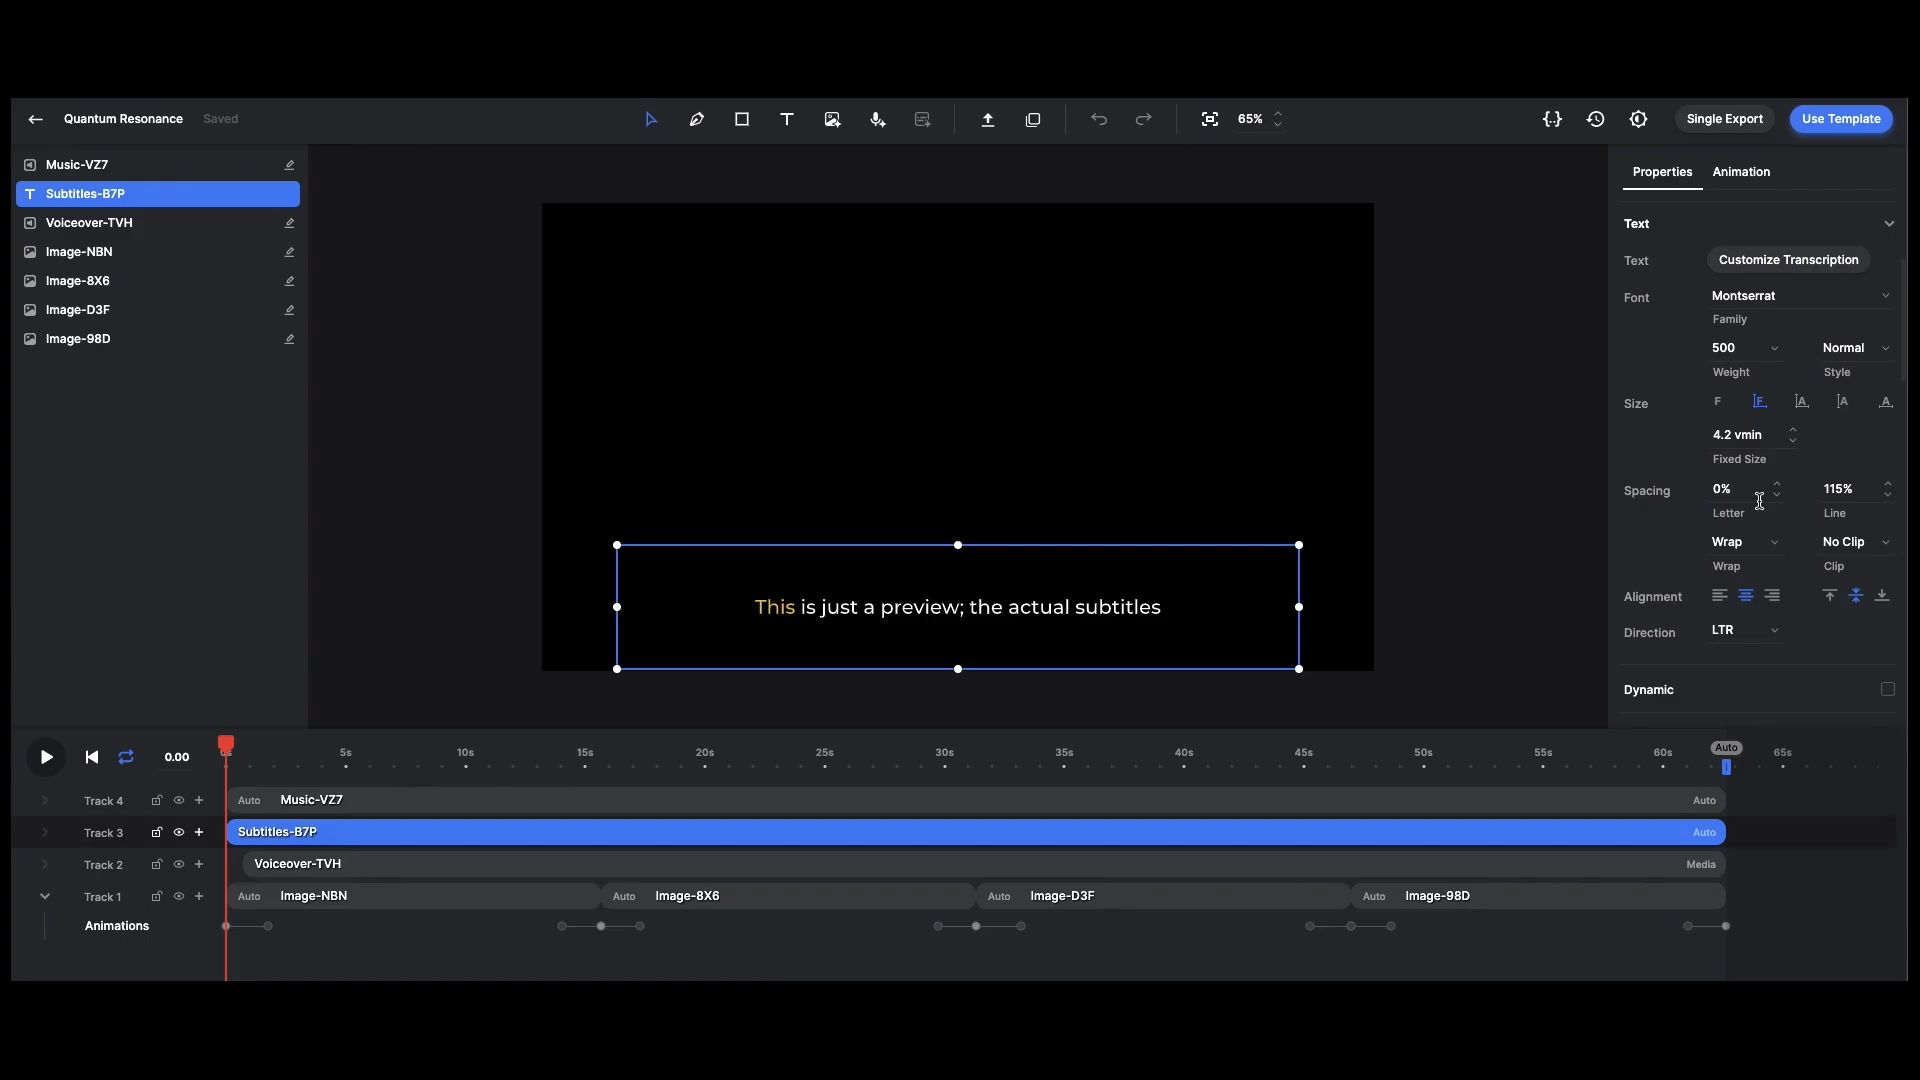 Quantum Resonance Saved
65%
Single Export
Use Template
Music-VZ7
Subtitles-B7P
Voiceover-TVH
Image-NBN
Image-8X6
Image-D3F
Image-98D
This is just a preview; the actual subtitles
Properties Animation
Text
Text Customize Transcription
Font Montserrat
Family
500 Normal
Weight Style
Size F F A A A
4.2 vmin
Fixed Size
Spacing 0% 115%
Letter Line
Wrap No Clip
Wrap Clip
Alignment
Direction LTR
Dynamic
0.00 0s 5s 10s 15s 20s 25s 30s 35s 40s 45s 50s 55s 60s Auto 65s
Track 4 Auto Music-VZ7 Auto
Track 3 Subtitles-B7P Auto
Track 2 Voiceover-TVH Media
Track 1 Auto Image-NBN Auto Image-8X6 Auto Image-D3F Auto Image-98D
Animations